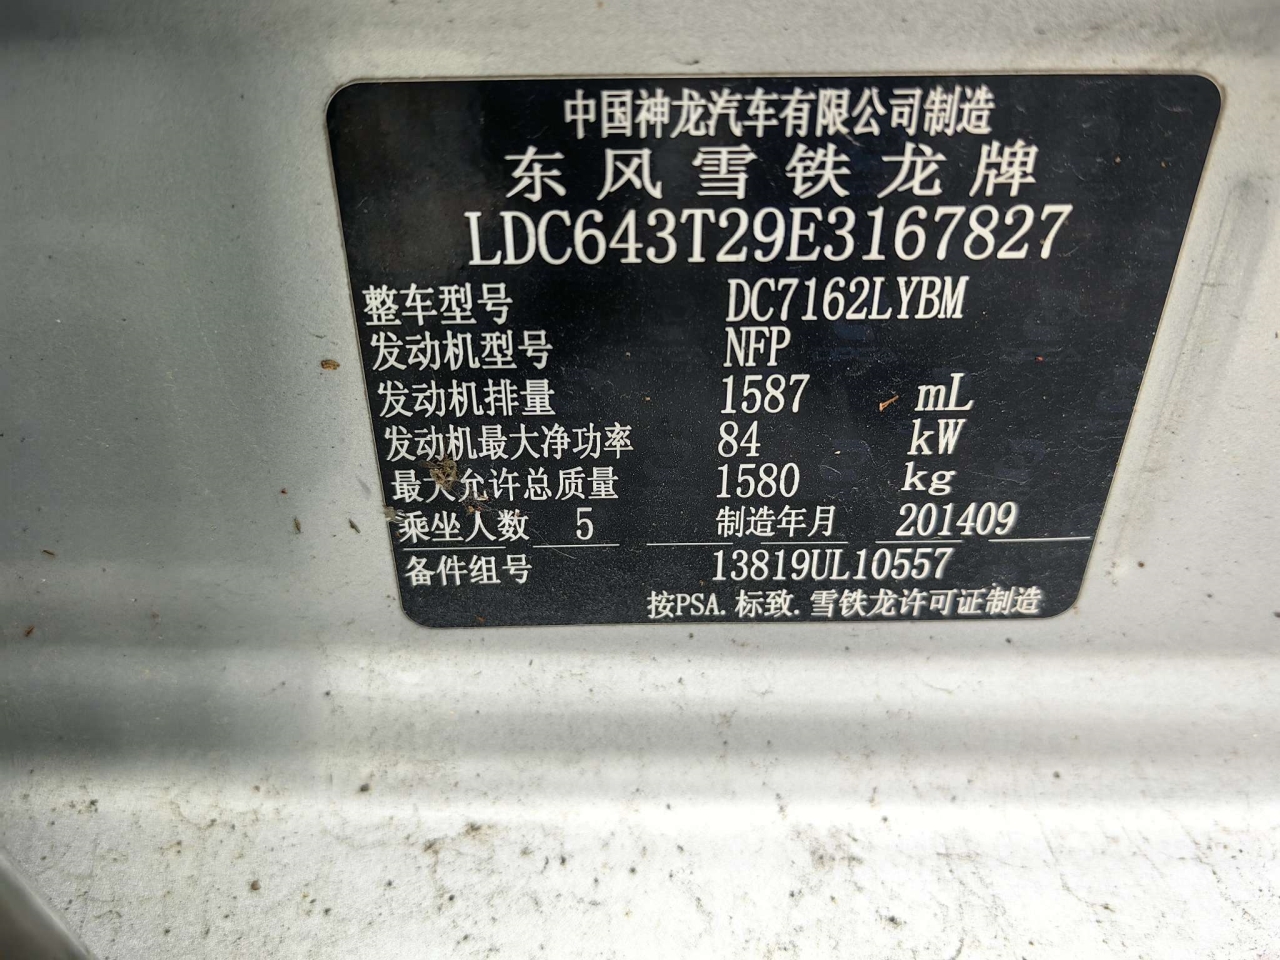 中国神龙汽车有限公司制造
东风雪铁龙牌
LDC643T29E3167827
整车型号 DC7162LYBM
发动机型号 NFP
发动机排量 1587 mL
发动机最大净功率 84 kW
最大允许总质量 1580 kg
乘坐人数 5 制造年月 201409
备件组号 13819UL10557
按PSA.标致.雪铁龙许可证制造